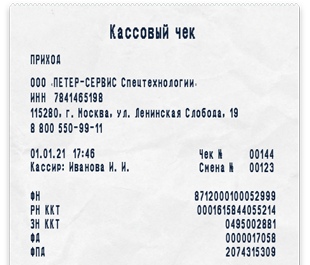 Кассовый чек
ПРИХОД
ООО «ПЕТЕР-СЕРВИС Спецтехнологии»
ИНН 7841465198
115280, г. Москва, ул. Ленинская Слобода, 19
8 800 550-99-11
01.01.21 17:46 Чек № 00144
Кассир: Иванова И. И. Смена № 00123
ФН 8712000100052999
РН ККТ 0001615844055214
ЗН ККТ 0495002881
ФД 0000017058
ФПД 2074315309